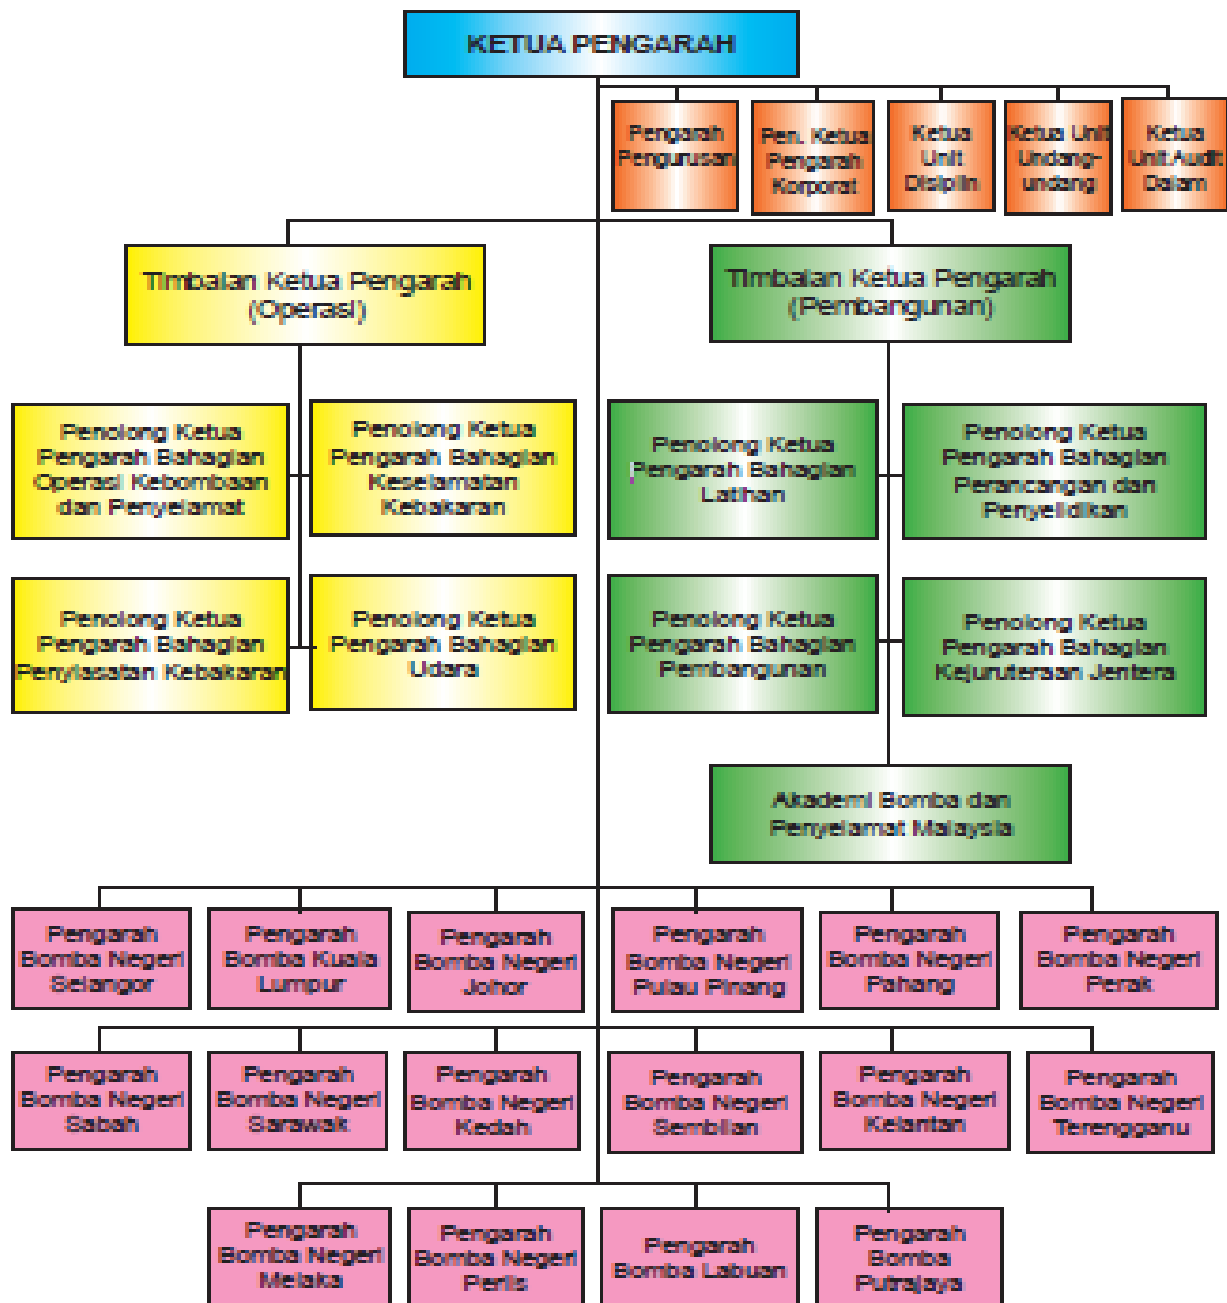 KETUA PENGARAH
Pengarah
Pengurusan
Pen. Ketua
Pengarah
Korporat
Ketua
Unit
Disiplin
Ketua Unit
Undang-
undang
Ketua
Unit Audit
Dalam
Timbalan Ketua Pengarah
(Operasi)
Timbalan Ketua Pengarah
(Pembangunan)
Penolong Ketua
Pengarah Bahagian
Operasi Kebombaan
dan Penyelamat
Penolong Ketua
Pengarah Bahagian
Keselamatan
Kebakaran
Penolong Ketua
Pengarah Bahagian
Latihan
Penolong Ketua
Pengarah Bahagian
Perancangan dan
Penyelidikan
Penolong Ketua
Pengarah Bahagian
Penyiasatan Kebakaran
Penolong Ketua
Pengarah Bahagian
Udara
Penolong Ketua
Pengarah Bahagian
Pembangunan
Penolong Ketua
Pengarah Bahagian
Kejuruteraan Jentera
Akademi Bomba dan
Penyelamat Malaysia
Pengarah
Bomba Negeri
Selangor
Pengarah
Bomba Kuala
Lumpur
Pengarah
Bomba Negeri
Johor
Pengarah
Bomba Negeri
Pulau Pinang
Pengarah
Bomba Negeri
Pahang
Pengarah
Bomba Negeri
Perak
Pengarah
Bomba Negeri
Sabah
Pengarah
Bomba Negeri
Sarawak
Pengarah
Bomba Negeri
Kedah
Pengarah
Bomba Negeri
Sembilan
Pengarah
Bomba Negeri
Kelantan
Pengarah
Bomba Negeri
Terengganu
Pengarah
Bomba Negeri
Melaka
Pengarah
Bomba Negeri
Perlis
Pengarah
Bomba Labuan
Pengarah
Bomba
Putrajaya